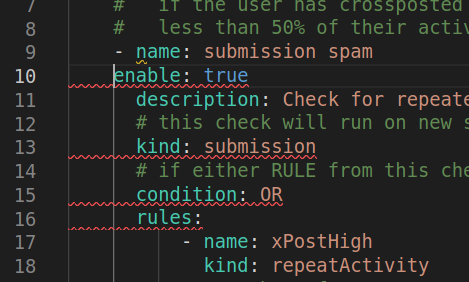 7 # if the user has crossposted
8 # less than 50% of their activ
9 - name: submission spam
10 enable: true
11 description: Check for repeate
12 # this check will run on new s
13 kind: submission
14 # if either RULE from this che
15 condition: OR
16 rules:
17 - name: xPostHigh
18 kind: repeatActivity